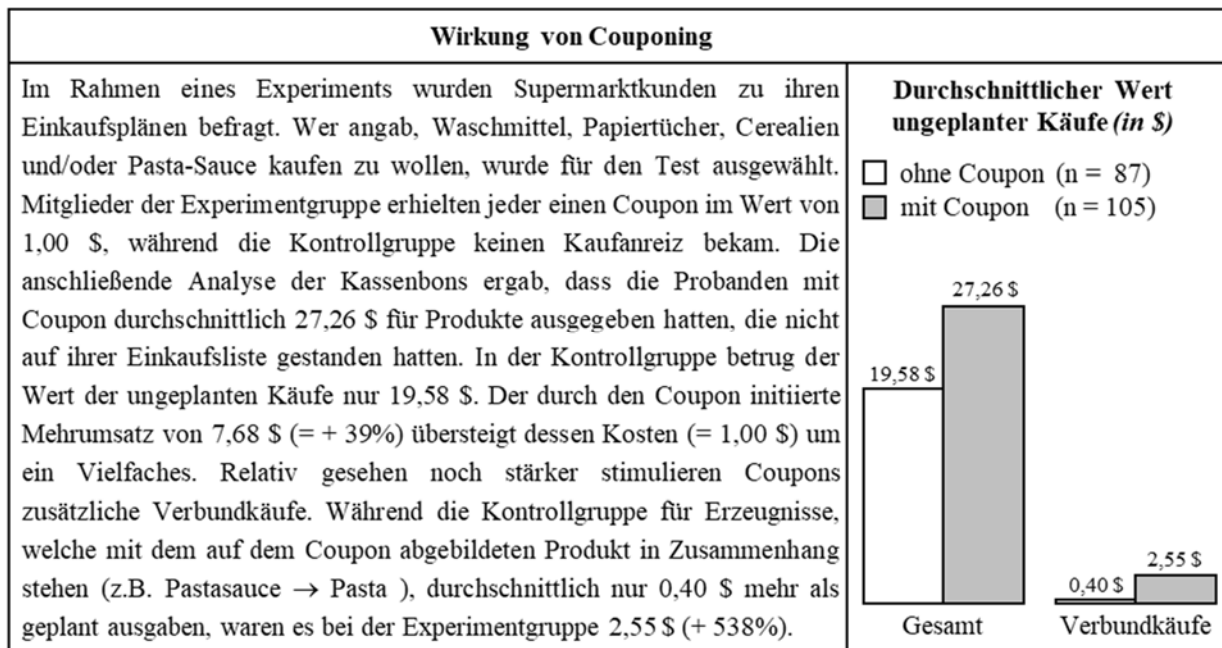 Wirkung von Couponing
Im Rahmen eines Experiments wurden Supermarktkunden zu ihren
Einkaufsplänen befragt. Wer angab, Waschmittel, Papiertücher, Cerealien
und/oder Pasta-Sauce kaufen zu wollen, wurde für den Test ausgewählt.
Mitglieder der Experimentgruppe erhielten jeder einen Coupon im Wert von
1,00 $, während die Kontrollgruppe keinen Kaufanreiz bekam. Die
anschließende Analyse der Kassenbons ergab, dass die Probanden mit
Coupon durchschnittlich 27,26 $ für Produkte ausgegeben hatten, die nicht
auf ihrer Einkaufsliste gestanden hatten. In der Kontrollgruppe betrug der
Wert der ungeplanten Käufe nur 19,58 $. Der durch den Coupon initiierte
Mehrumsatz von 7,68 $ (= + 39%) übersteigt dessen Kosten (= 1,00 $) um
ein Vielfaches. Relativ gesehen noch stärker stimulieren Coupons
zusätzliche Verbundkäufe. Während die Kontrollgruppe für Erzeugnisse,
welche mit dem auf dem Coupon abgebildeten Produkt in Zusammenhang
stehen (z.B. Pastasauce → Pasta ), durchschnittlich nur 0,40 $ mehr als
geplant ausgaben, waren es bei der Experimentgruppe 2,55 $ (+ 538%).
Durchschnittlicher Wert
ungeplanter Käufe (in $)
ohne Coupon (n = 87)
mit Coupon (n = 105)
27,26 $
19,58 $
2,55 $
0,40 $
Gesamt
Verbundkäufe